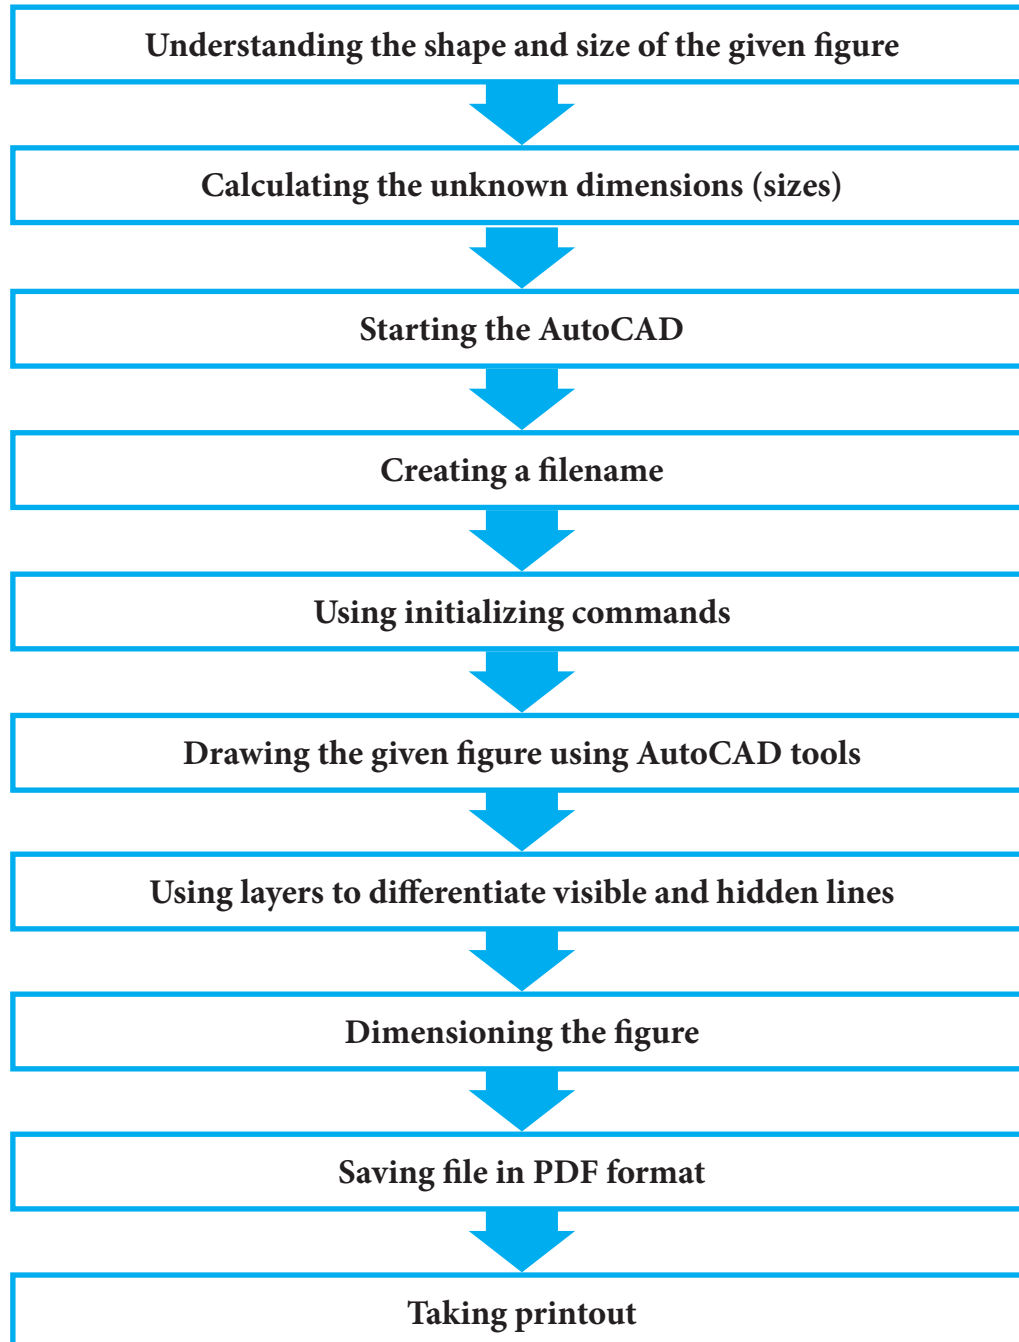 Understanding the shape and size of the given figure
Calculating the unknown dimensions (sizes)
Starting the AutoCAD
Creating a filename
Using initializing commands
Drawing the given figure using AutoCAD tools
Using layers to differentiate visible and hidden lines
Dimensioning the figure
Saving file in PDF format
Taking printout